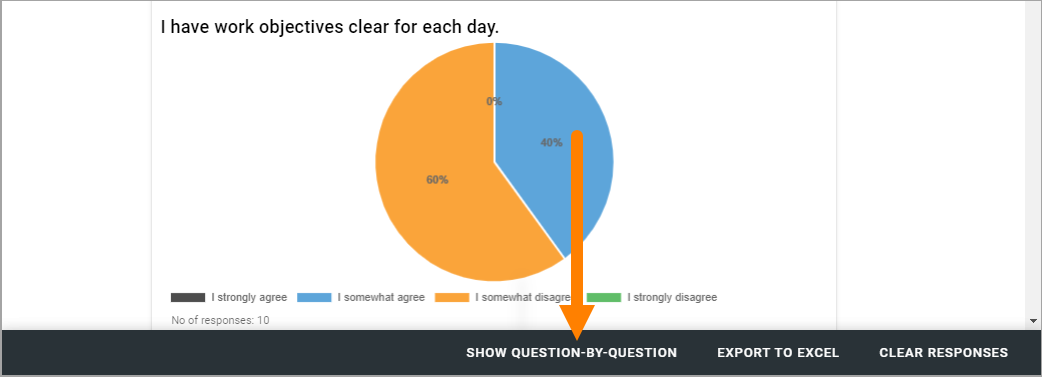 I have work objectives clear for each day.
0%
40%
60%
I strongly agree I somewhat agree I somewhat disagree I strongly disagree
No of responses: 10
SHOW QUESTION-BY-QUESTION EXPORT TO EXCEL CLEAR RESPONSES